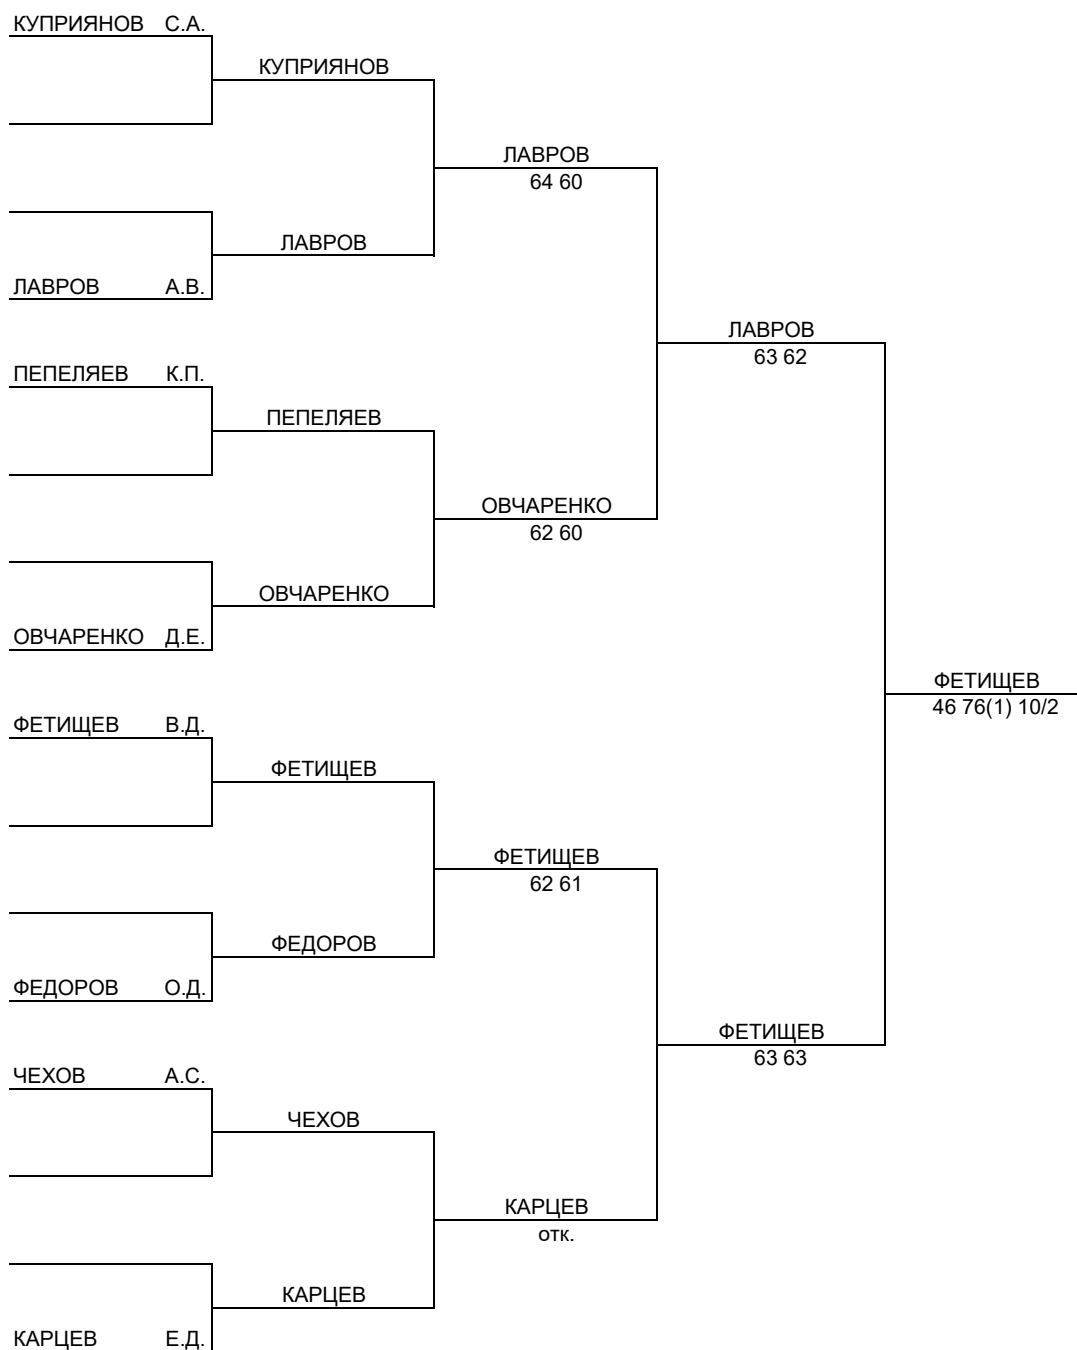 КУПРИЯНОВ С.А.
КУПРИЯНОВ
ЛАВРОВ
64 60
ЛАВРОВ
ЛАВРОВ А.В.
ЛАВРОВ
63 62
ПЕПЕЛЯЕВ К.П.
ПЕПЕЛЯЕВ
ОВЧАРЕНКО
62 60
ОВЧАРЕНКО
ОВЧАРЕНКО Д.Е.
ФЕТИЩЕВ
46 76(1) 10/2
ФЕТИЩЕВ В.Д.
ФЕТИЩЕВ
ФЕТИЩЕВ
62 61
ФЕДОРОВ
ФЕДОРОВ О.Д.
ФЕТИЩЕВ
63 63
ЧЕХОВ А.С.
ЧЕХОВ
КАРЦЕВ
отк.
КАРЦЕВ
КАРЦЕВ Е.Д.